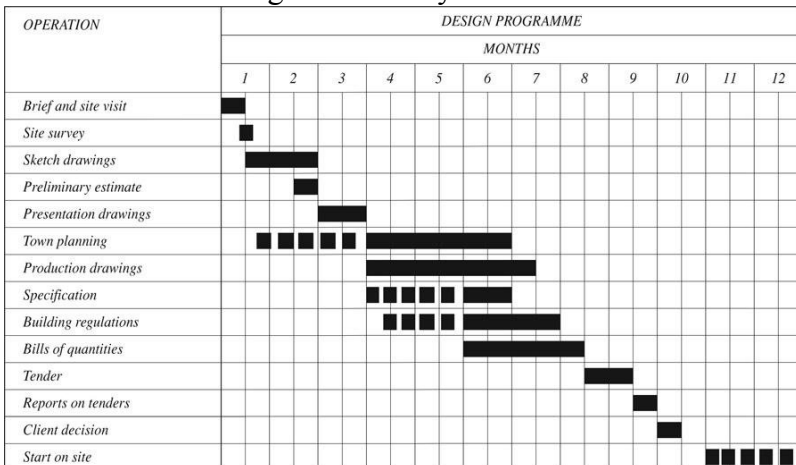 OPERATION
DESIGN PROGRAMME
MONTHS
1 2 3 4 5 6 7 8 9 10 11 12
Brief and site visit
Site survey
Sketch drawings
Preliminary estimate
Presentation drawings
Town planning
Production drawings
Specification
Building regulations
Bills of quantities
Tender
Reports on tenders
Client decision
Start on site